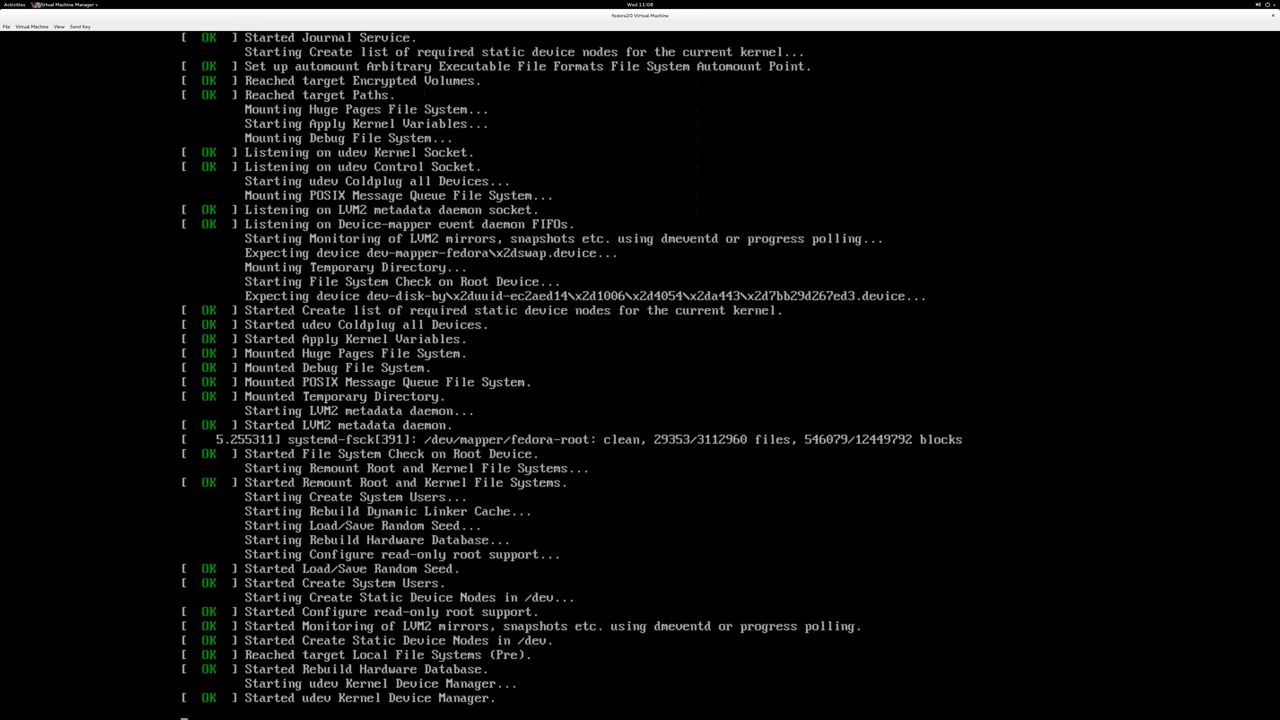 Activities Virtual Machine Manager Wed 11:08
Fedora20 Virtual Machine ×
File Virtual Machine View Send Key
[ OK ] Started Journal Service.
Starting Create list of required static device nodes for the current kernel...
[ OK ] Set up automount Arbitrary Executable File Formats File System Automount Point.
[ OK ] Reached target Encrypted Volumes.
[ OK ] Reached target Paths.
Mounting Huge Pages File System...
Starting Apply Kernel Variables...
Mounting Debug File System...
[ OK ] Listening on udev Kernel Socket.
[ OK ] Listening on udev Control Socket.
Starting udev Coldplug all Devices...
Mounting POSIX Message Queue File System...
[ OK ] Listening on LVM2 metadata daemon socket.
[ OK ] Listening on Device-mapper event daemon FIFOs.
Starting Monitoring of LVM2 mirrors, snapshots etc. using dmeventd or progress polling...
Expecting device dev-mapper-fedora\x2dswap.device...
Mounting Temporary Directory...
Starting File System Check on Root Device...
Expecting device dev-disk-by\x2duuid-ec2aed14\x2d1006\x2d4054\x2da443\x2d7bb29d267ed3.device...
[ OK ] Started Create list of required static device nodes for the current kernel.
[ OK ] Started udev Coldplug all Devices.
[ OK ] Started Apply Kernel Variables.
[ OK ] Mounted Huge Pages File System.
[ OK ] Mounted Debug File System.
[ OK ] Mounted POSIX Message Queue File System.
[ OK ] Mounted Temporary Directory.
Starting LVM2 metadata daemon...
[ OK ] Started LVM2 metadata daemon.
[ 5.255311] systemd-fsck[391]: /dev/mapper/fedora-root: clean, 29353/3112960 files, 546079/12449792 blocks
[ OK ] Started File System Check on Root Device.
Starting Remount Root and Kernel File Systems...
[ OK ] Started Remount Root and Kernel File Systems.
Starting Create System Users...
Starting Rebuild Dynamic Linker Cache...
Starting Load/Save Random Seed...
Starting Rebuild Hardware Database...
Starting Configure read-only root support...
[ OK ] Started Load/Save Random Seed.
[ OK ] Started Create System Users.
Starting Create Static Device Nodes in /dev...
[ OK ] Started Configure read-only root support.
[ OK ] Started Monitoring of LVM2 mirrors, snapshots etc. using dmeventd or progress polling.
[ OK ] Started Create Static Device Nodes in /dev.
[ OK ] Reached target Local File Systems (Pre).
[ OK ] Started Rebuild Hardware Database.
Starting udev Kernel Device Manager...
[ OK ] Started udev Kernel Device Manager.